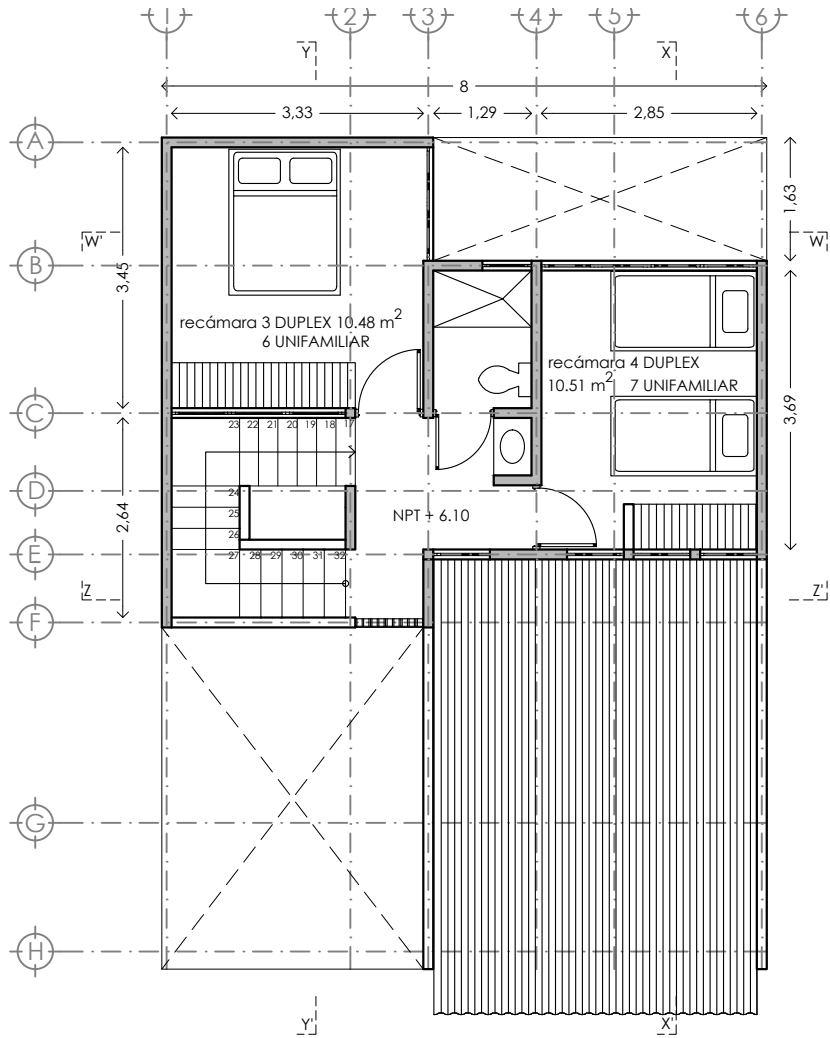 1 2 3 4 5 6
Y X
8
3,33 1,29 2,85
A
1,63
W' W'
B
3,45
recámara 3 DUPLEX 10.48 m2
6 UNIFAMILIAR
recámara 4 DUPLEX
10.51 m2 7 UNIFAMILIAR
C
3,69
23 22 21 20 19 18 17
D
24
25
2,64
NPT + 6.10
26
E
27 28 29 30 31 32
Z Z'
F
G
H
Y' X'